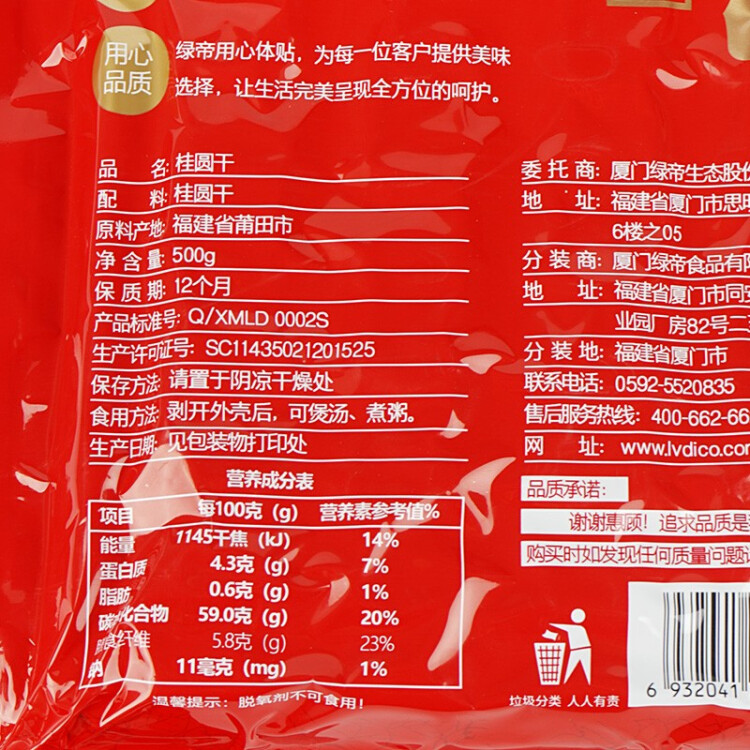 用心
品质
绿帝用心体贴，为每一位客户提供美味
选择，让生活完美呈现全方位的呵护。
品 名: 桂圆干
配 料: 桂圆干
原料产地: 福建省莆田市
净含量: 500g
保质期: 12个月
产品标准号: Q/XMLD 0002S
生产许可证号: SC11435021201525
保存方法: 请置于阴凉干燥处
食用方法: 剥开外壳后，可煲汤、煮粥。
生产日期: 见包装物打印处
委托商: 厦门绿帝生态股份
地 址: 福建省厦门市思明
6楼之05
分装商: 厦门绿帝食品有限
地 址: 福建省厦门市同安
业园厂房82号二
分装地: 福建省厦门市
联系电话: 0592-5520835
售后服务热线: 400-662-66
网 址: www.lvdico.com
品质承诺:
谢谢惠顾！追求品质是
购买时如发现任何质量问题
营养成分表
项目 每100克 (g) 营养素参考值%
能量 1145千焦 (kJ) 14%
蛋白质 4.3克 (g) 7%
脂肪 0.6克 (g) 1%
碳水化合物 59.0克 (g) 20%
膳食纤维 5.8克 (g) 23%
钠 11毫克 (mg) 1%
温馨提示: 脱氧剂不可食用!
垃圾分类 人人有责
6 932041